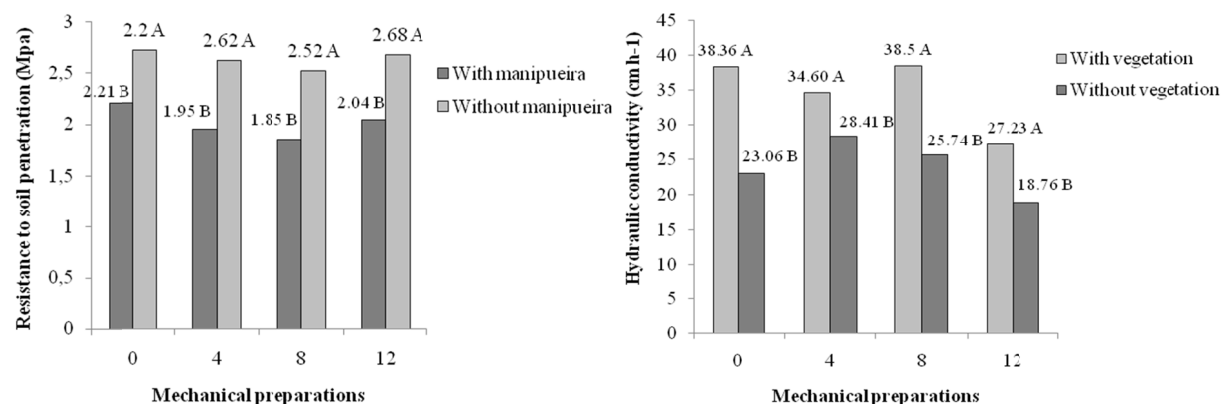 Resistance to soil penetration (Mpa)
3
2,5
2
1,5
1
0,5
0
2.21 B
2.2 A
1.95 B
2.62 A
1.85 B
2.52 A
2.04 B
2.68 A
0
4
8
12
Mechanical preparations
With manipueira
Without manipueira
Hydraulic conductivity (cm h-1)
45
40
35
30
25
20
15
10
5
0
38.36 A
23.06 B
34.60 A
28.41 B
38.5 A
25.74 B
27.23 A
18.76 B
0
4
8
12
Mechanical preparations
With vegetation
Without vegetation